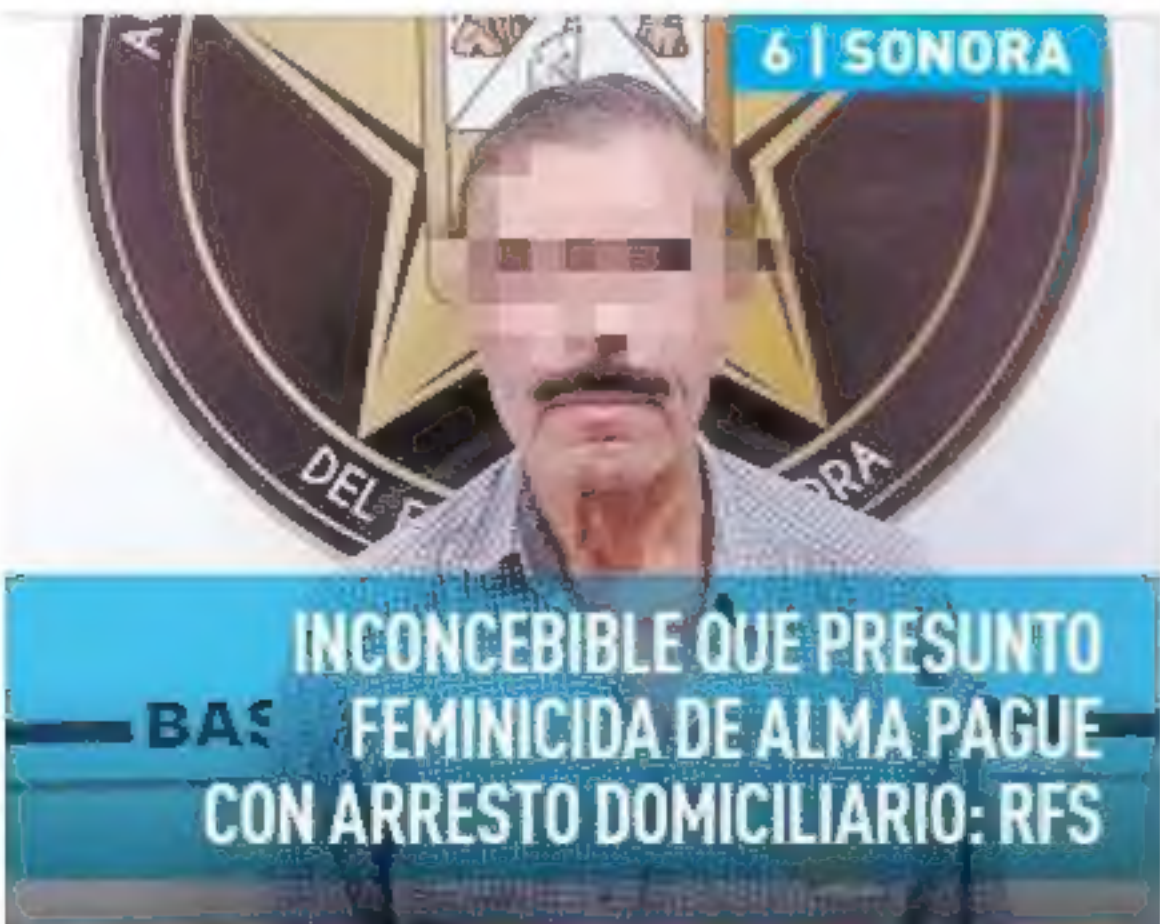 6 | SONORA
A
DEL
ORA
BAS
INCONCEBIBLE QUE PRESUNTO
FEMINICIDA DE ALMA PAGUE
CON ARRESTO DOMICILIARIO: RFS